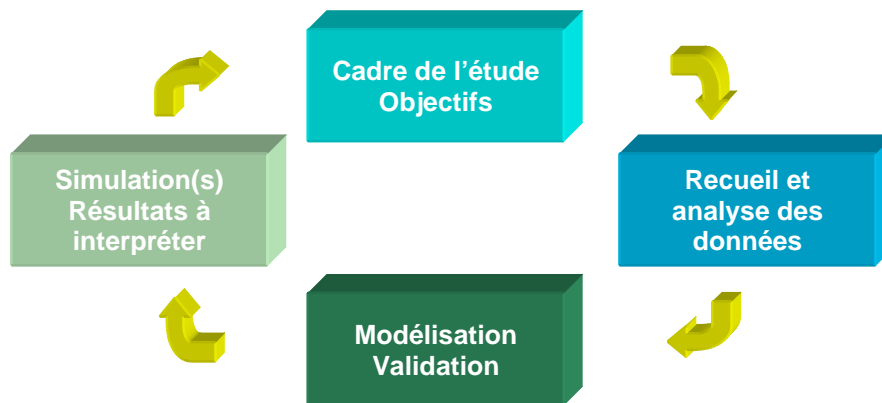 Cadre de l’étude
Objectifs
Simulation(s)
Résultats à
interpréter
Recueil et
analyse des
données
Modélisation
Validation